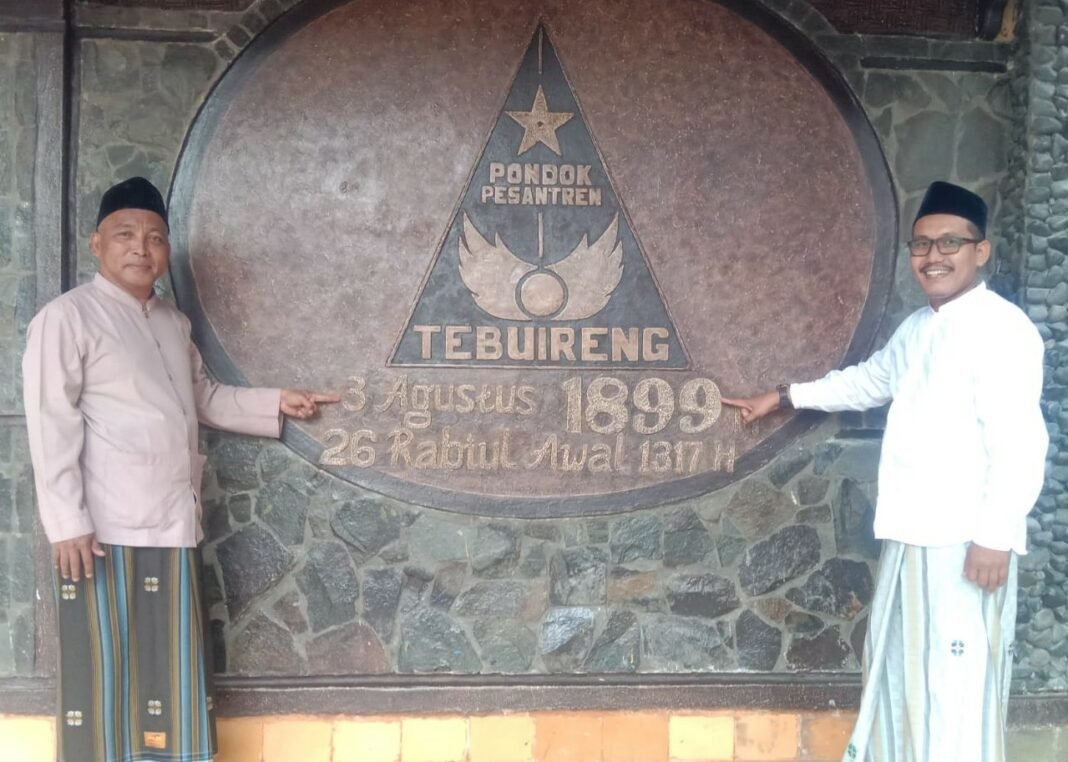 PONDOK
PESANTREN
TEBUIRENG
3 Agustus 1899 M
26 Rabiul Awal 1317 H